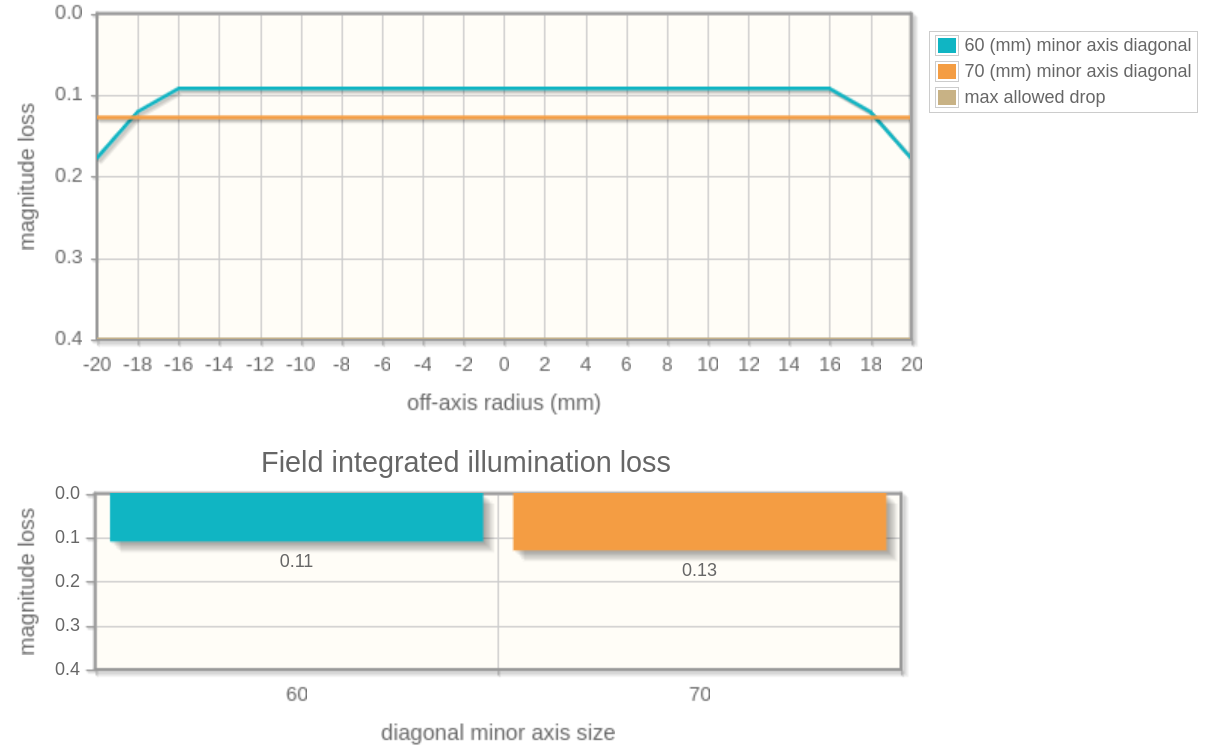 0.0
0.1
0.2
0.3
0.4
magnitude loss
-20 -18 -16 -14 -12 -10 -8 -6 -4 -2 0 2 4 6 8 10 12 14 16 18 20
off-axis radius (mm)
60 (mm) minor axis diagonal
70 (mm) minor axis diagonal
max allowed drop
Field integrated illumination loss
0.0
0.1
0.2
0.3
0.4
magnitude loss
0.11
0.13
60 70
diagonal minor axis size